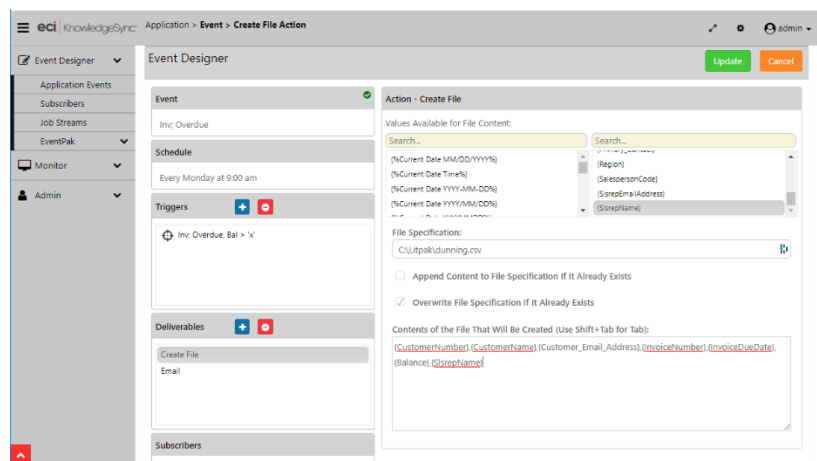 eci KnowledgeSync
Application > Event > Create File Action
admin
Event Designer
Application Events
Subscribers
Job Streams
EventPak
Monitor
Admin
Event Designer
Update
Cancel
Event
Inv; Overdue
Schedule
Every Monday at 9:00 am
Triggers
Inv; Overdue, Bal > 'x'
Deliverables
Create File
Email
Subscribers
Action - Create File
Values Available for File Content:
Search...
Search...
{%Current Date MM/DD/YYYY%}
{%Current Date Time%}
{%Current Date YYYY-MM-DD%}
{%Current Date YYYY/MM/DD%}
{Region}
{SalespersonCode}
{SlsrepEmailAddress}
{SlsrepName}
File Specification:
C:\Litpak\dunning.csv
Append Content to File Specification If It Already Exists
Overwrite File Specification If It Already Exists
Contents of the File That Will Be Created (Use Shift+Tab for Tab):
{CustomerNumber},{CustomerName},{Customer_Email_Address},{InvoiceNumber},{InvoiceDueDate},
{Balance},{SlsrepName}